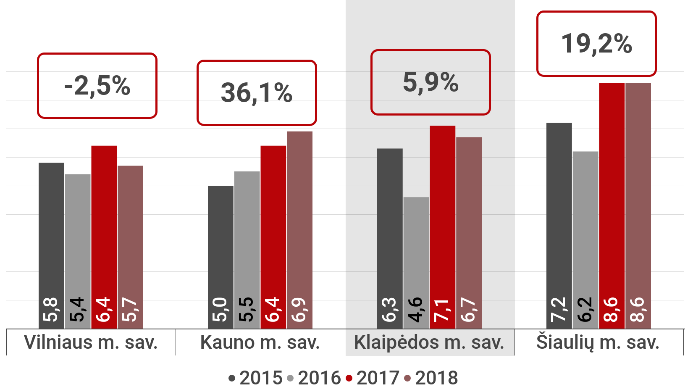 -2,5%
36,1%
5,9%
19,2%
5,8 5,4 6,4 5,7
5,0 5,5 6,4 6,9
6,3 4,6 7,1 6,7
7,2 6,2 8,6 8,6
Vilniaus m. sav. Kauno m. sav. Klaipėdos m. sav. Šiaulių m. sav.
2015 2016 2017 2018